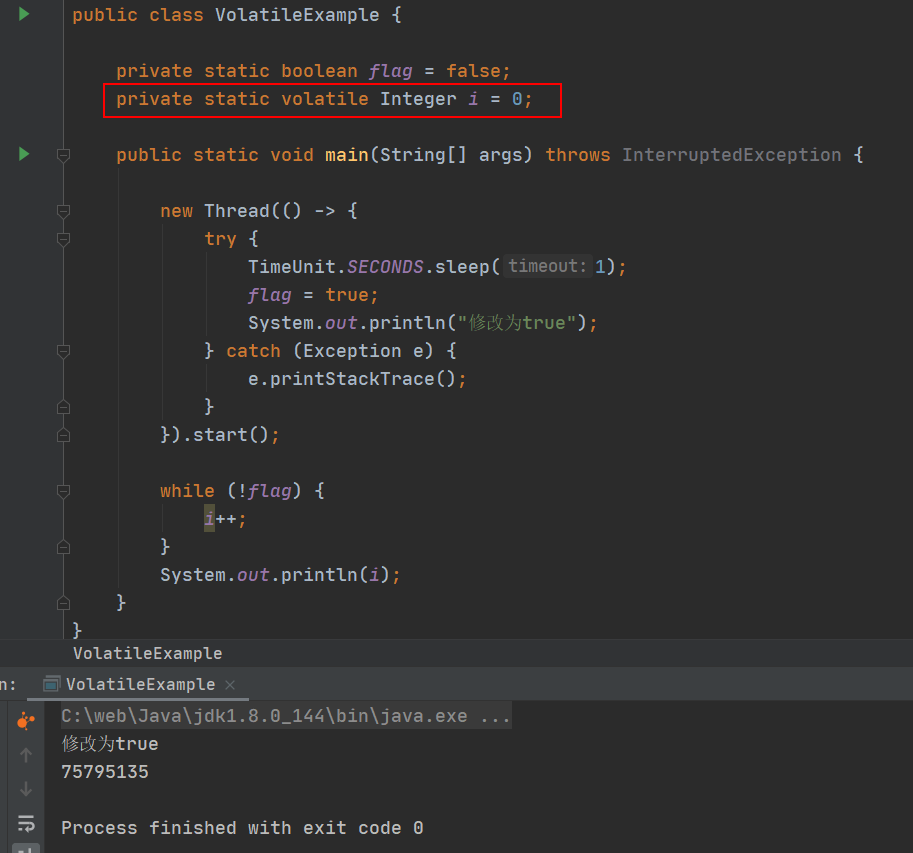 public class VolatileExample {
private static boolean flag = false;
private static volatile Integer i = 0;
public static void main(String[] args) throws InterruptedException {
new Thread(() -> {
try {
TimeUnit.SECONDS.sleep( timeout: 1);
flag = true;
System.out.println("修改为true");
} catch (Exception e) {
e.printStackTrace();
}
}).start();
while (!flag) {
i++;
}
System.out.println(i);
}
}
VolatileExample
n: VolatileExample ×
C:\web\Java\jdk1.8.0_144\bin\java.exe ...
修改为true
75795135
Process finished with exit code 0